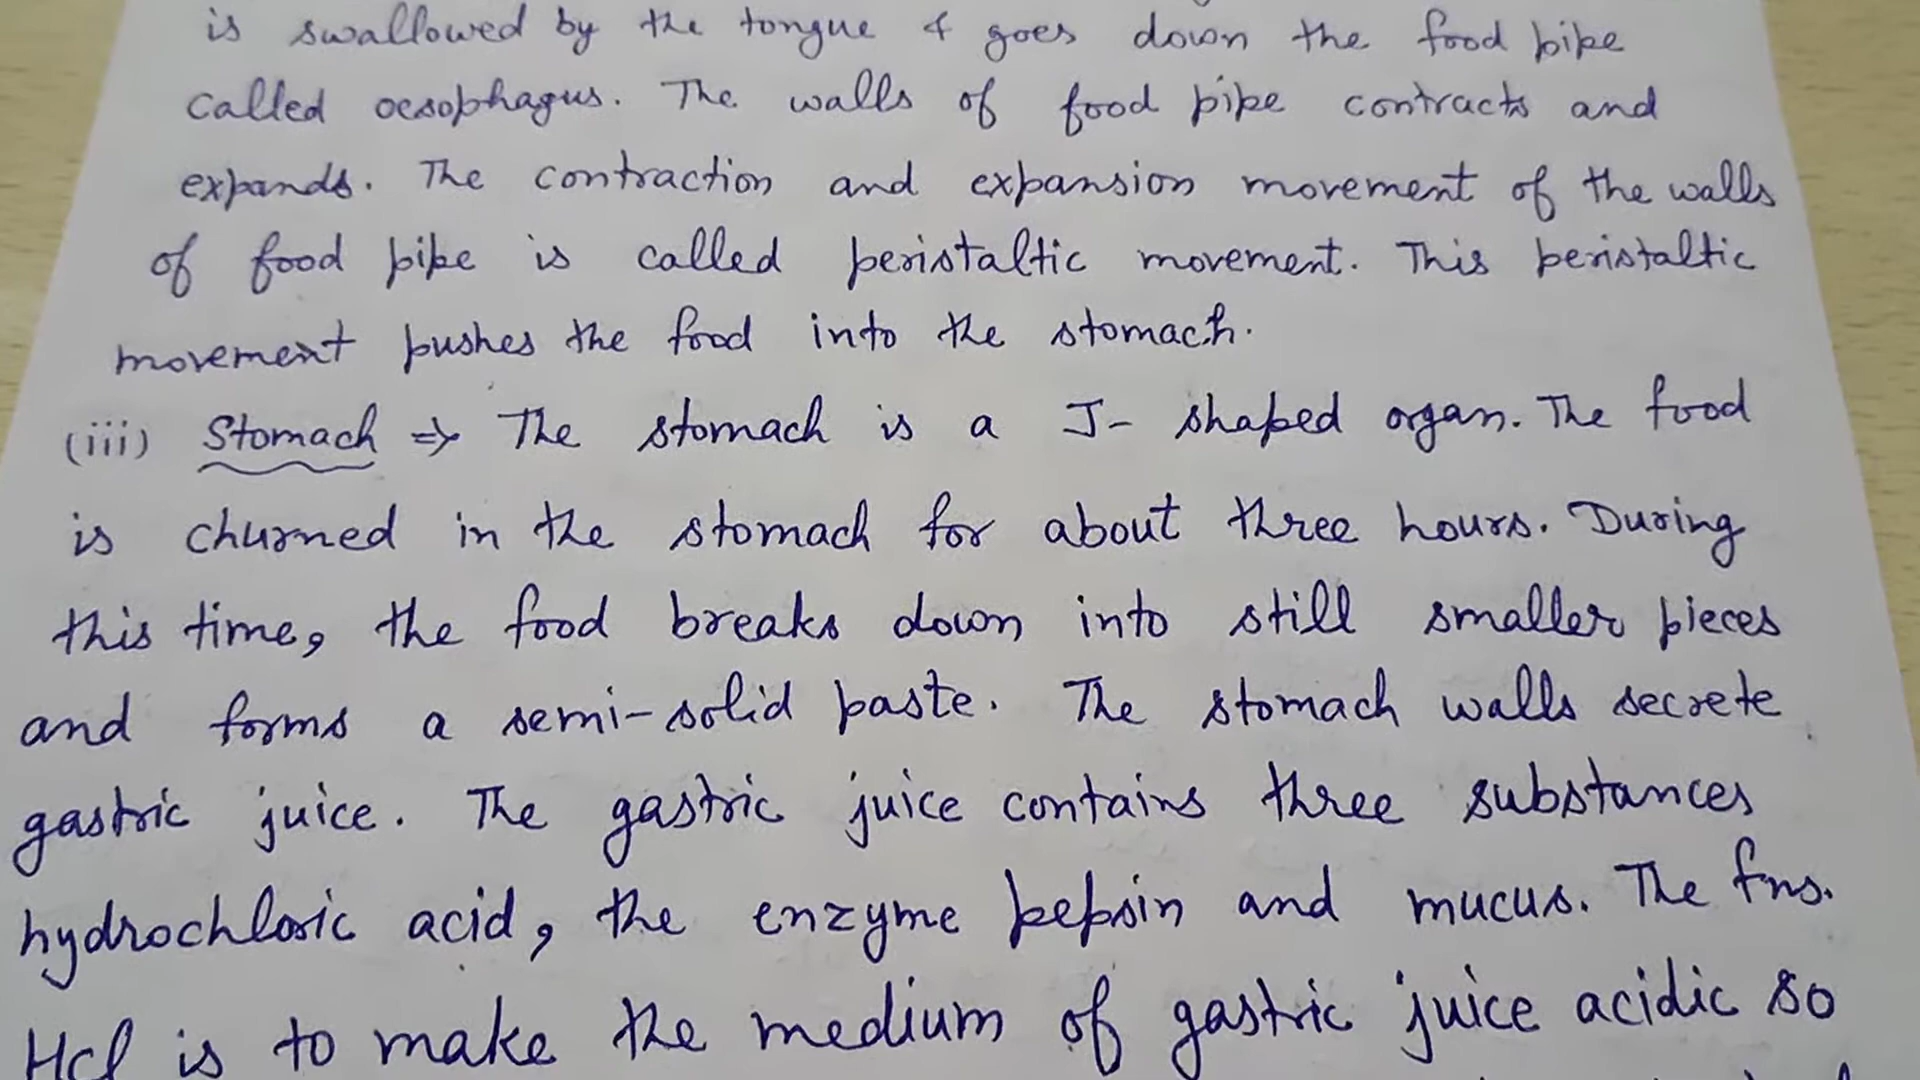 is swallowed by the tongue & goes down the food pipe
called oesophagus. The walls of food pipe contracts and
expands. The contraction and expansion movement of the walls
of food pipe is called peristaltic movement. This peristaltic
movement pushes the food into the stomach.
(iii) Stomach ⇒ The stomach is a J- shaped organ. The food
is churned in the stomach for about three hours. During
this time, the food breaks down into still smaller pieces
and forms a semi-solid paste. The stomach walls secrete
gastric juice. The gastric juice contains three substances
hydrochloric acid, the enzyme pepsin and mucus. The fns.
Hcl is to make the medium of gastric juice acidic so